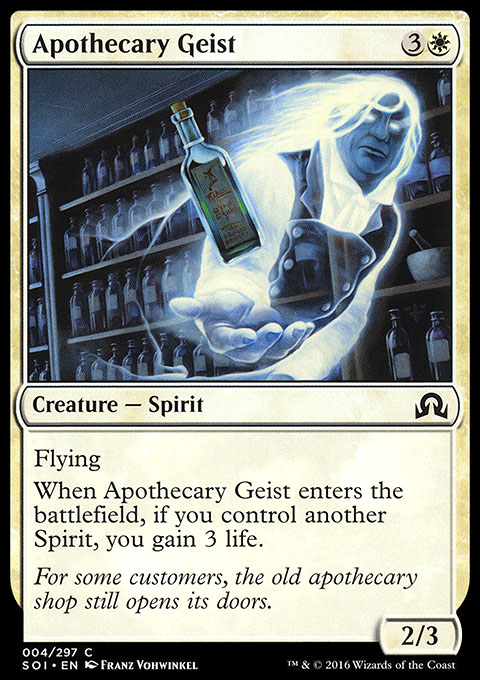 Apothecary Geist 3
Creature — Spirit
Flying
When Apothecary Geist enters the
battlefield, if you control another
Spirit, you gain 3 life.
For some customers, the old apothecary
shop still opens its doors.
2/3
004/297 C
SOI • EN Franz Vohwinkel
™ & © 2016 Wizards of the Coast